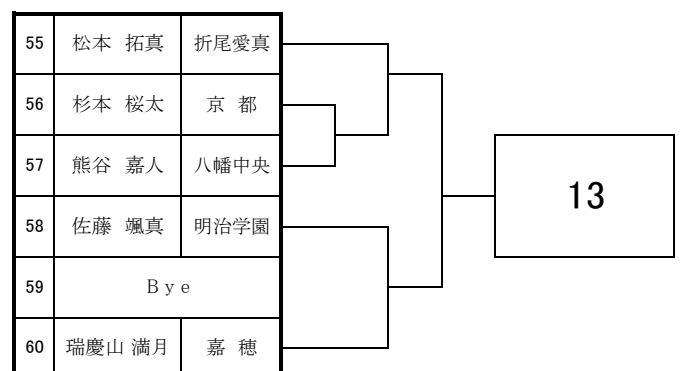 55 松本 拓真 折尾愛真
56 杉本 桜太 京 都
57 熊谷 嘉人 八幡中央
13
58 佐藤 颯真 明治学園
59 Bye
60 瑞慶山 満月 嘉 穂